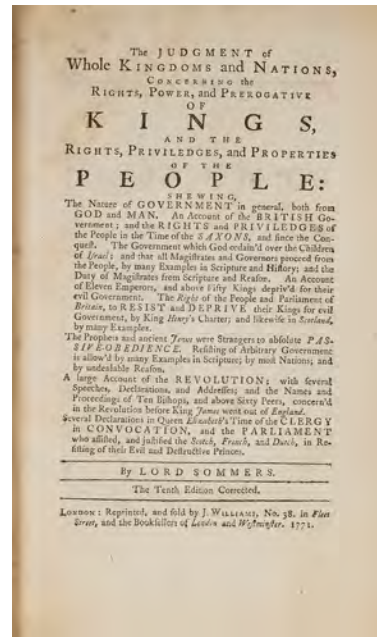 The JUDGMENT of
Whole KINGDOMS and NATIONS,
CONCERNING the
RIGHTS, POWER, and PREROGATIVE
OF
KINGS,
AND THE
RIGHTS, PRIVILEDGES, and PROPERTIES
OF THE
PEOPLE:
SHEWING,
The Nature of GOVERNMENT in general, both from
GOD and MAN. An Account of the BRITISH Go-
vernment; and the RIGHTS and PRIVILEDGES of
the People in the Time of the SAXONS, and ſince the Con-
queſt. The Government which God ordain'd over the Children
of Iſrael; and that all Magiſtrates and Governors proceed from
the People, by many Examples in Scripture and Hiſtory; and the
Duty of Magiſtrates from Scripture and Reaſon. An Account
of Eleven Emperors, and above Fifty Kings depriv'd for their
evil Government. The Right of the People and Parliament of
Britain, to RESIST and DEPRIVE their Kings for evil
Government, by King Henry's Charter; and likewiſe in Scotland,
by many Examples.
The Prophets and ancient Jews were Strangers to abſolute PAS-
SIVE-OBEDIENCE. Reſiſting of Arbitrary Government
is allow'd by many Examples in Scripture; by moſt Nations; and
by undeniable Reaſon.
A large Account of the REVOLUTION; with ſeveral
Speeches, Declarations, and Addreſſes; and the Names and
Proceedings of Ten Biſhops, and above Sixty Peers, concern'd
in the Revolution before King James went out of England.
Several Declarations in Queen Elizabeth's Time of the CLERGY
in CONVOCATION, and the PARLIAMENT
who aſſiſted, and juſtified the Scotch, French, and Dutch, in Re-
ſiſting of their Evil and Deſtructive Princes.
By LORD SOMMERS.
The Tenth Edition Corrected.
LONDON: Reprinted, and ſold by J. WILLIAMS, No. 38. in Fleet
Street, and the Bookſellers of London and Weſtminſter. 1771.